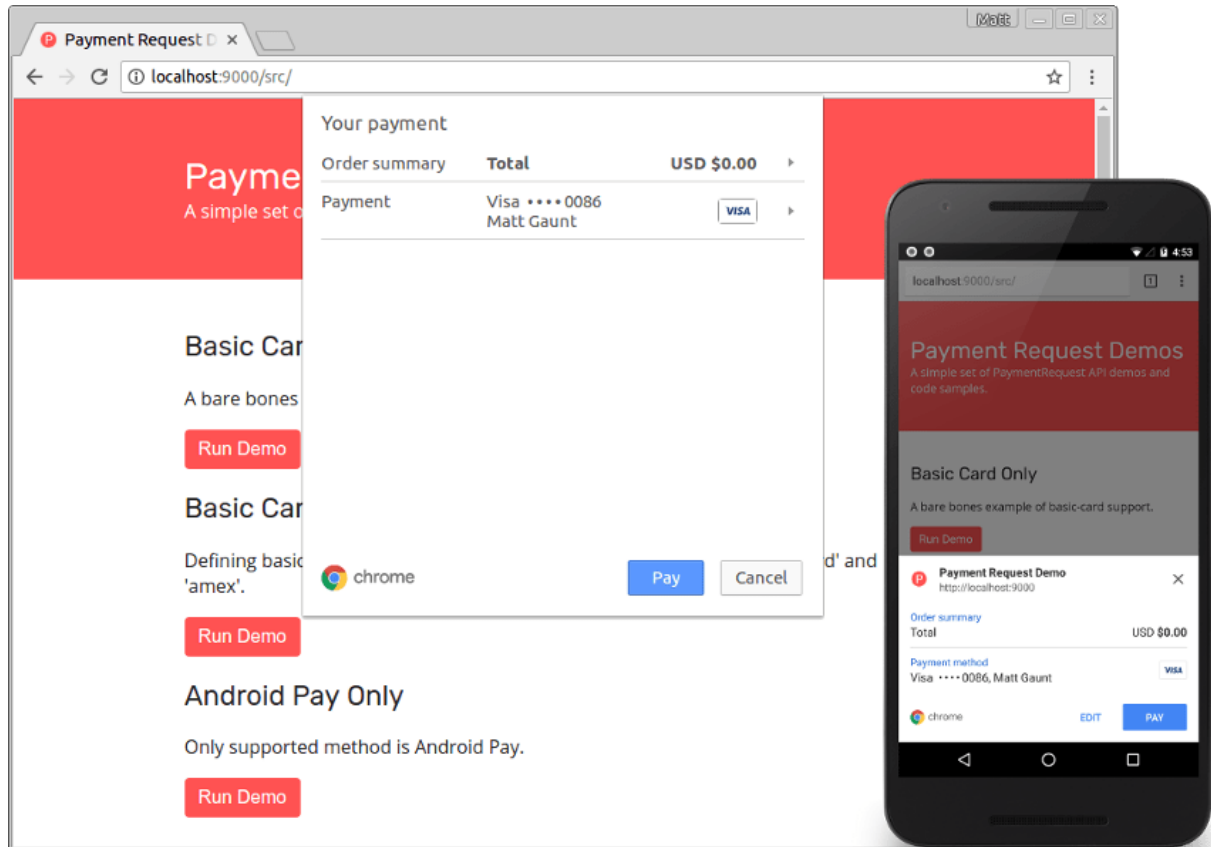 Matt
Payment Request D
localhost:9000/src/
Payme
A simple set o
Your payment
Order summary Total USD $0.00
Payment Visa •••• 0086
Matt Gaunt
VISA
chrome
Pay Cancel
Basic Car
A bare bones
Run Demo
Basic Car
Defining basic
d' and
'amex'.
Run Demo
Android Pay Only
Only supported method is Android Pay.
Run Demo
4:53
localhost:9000/src/
1
Payment Request Demos
A simple set of PaymentRequest API demos and
code samples.
Basic Card Only
A bare bones example of basic-card support.
Run Demo
Payment Request Demo
http://localhost:9000
Order summary
Total USD $0.00
Payment method
Visa •••• 0086, Matt Gaunt
VISA
chrome
EDIT PAY